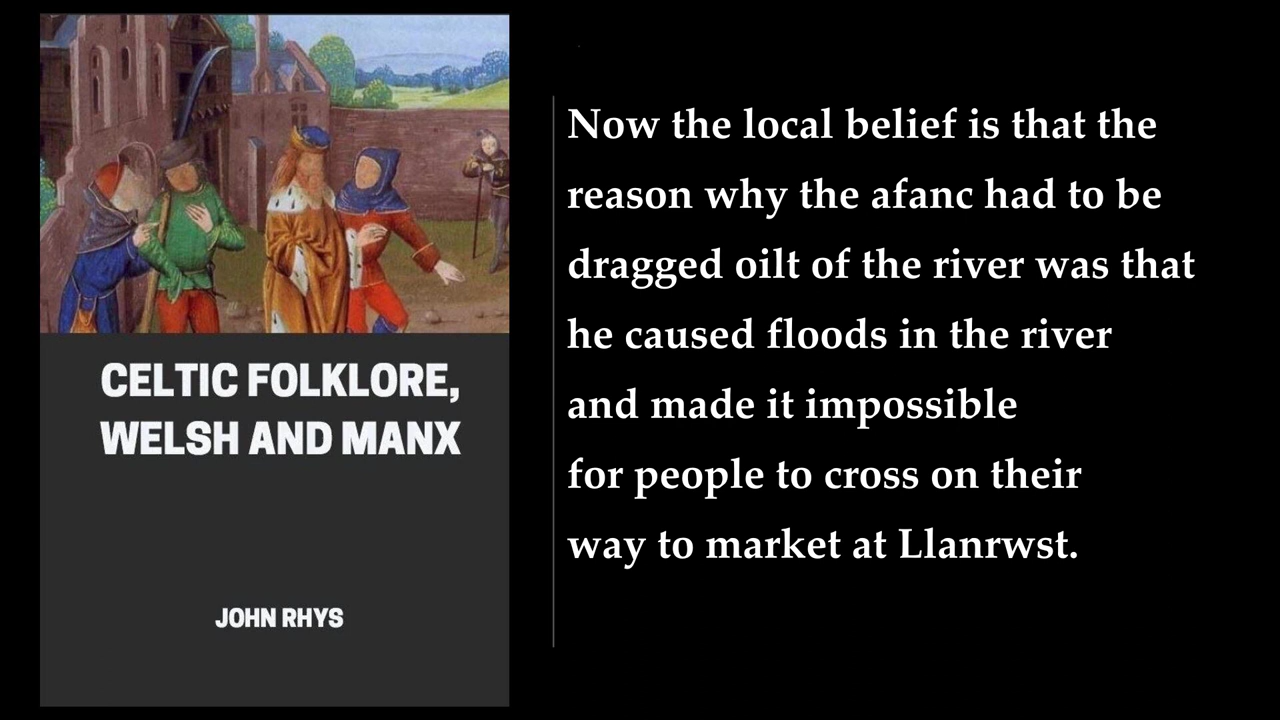 CELTIC FOLKLORE,
WELSH AND MANX
JOHN RHYS
Now the local belief is that the
reason why the afanc had to be
dragged oilt of the river was that
he caused floods in the river
and made it impossible
for people to cross on their
way to market at Llanrwst.